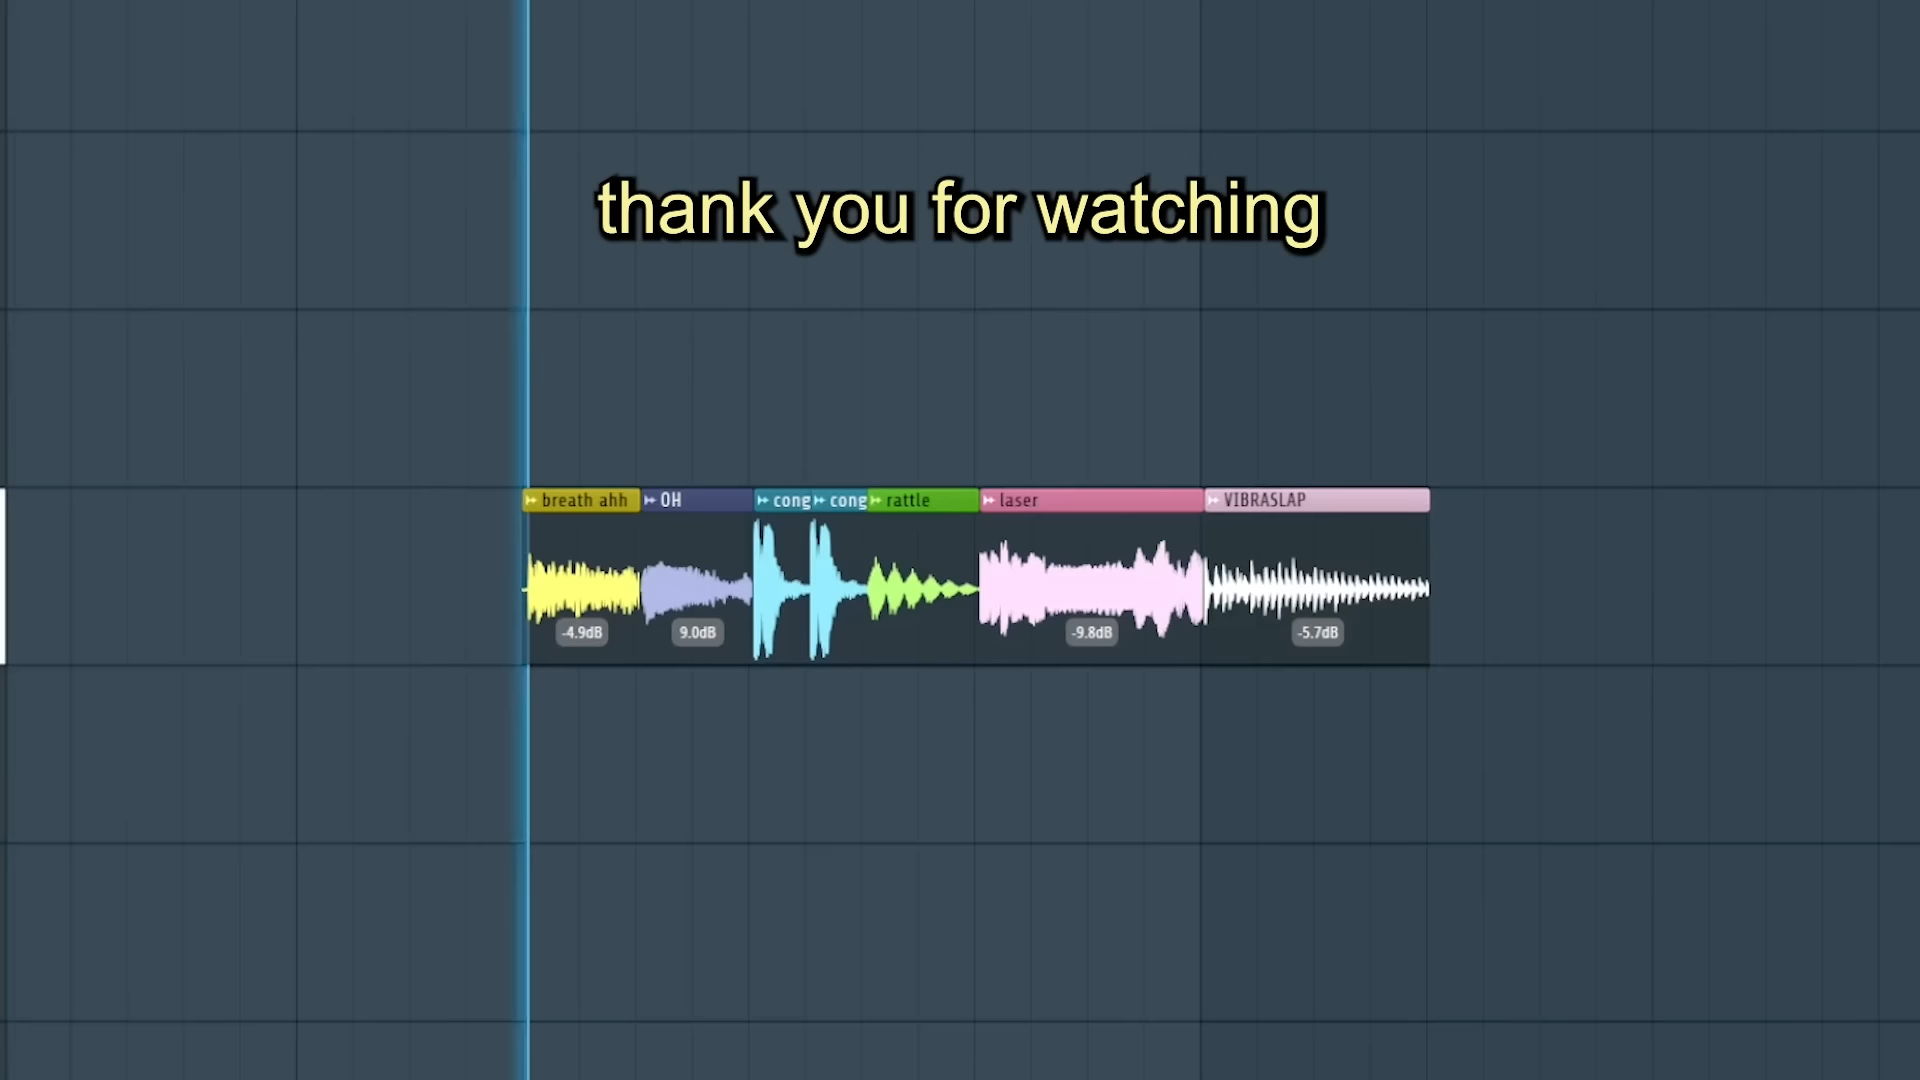 thank you for watching
breath ahh OH cong cong rattle laser VIBRASLAP
-4.9dB 9.0dB -9.8dB -5.7dB